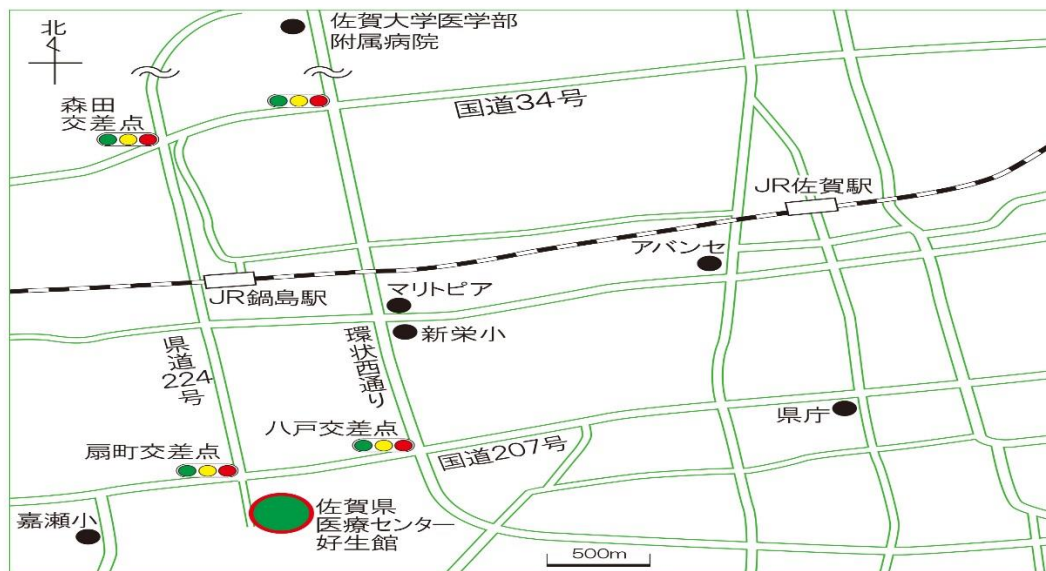 北
佐賀大学医学部
附属病院
森田
交差点
国道34号
JR佐賀駅
アバンセ
JR鍋島駅
マリトピア
新栄小
県道
224
号
環状西通り
県庁
八戸交差点
国道207号
扇町交差点
佐賀県
医療センター
好生館
嘉瀬小
500m